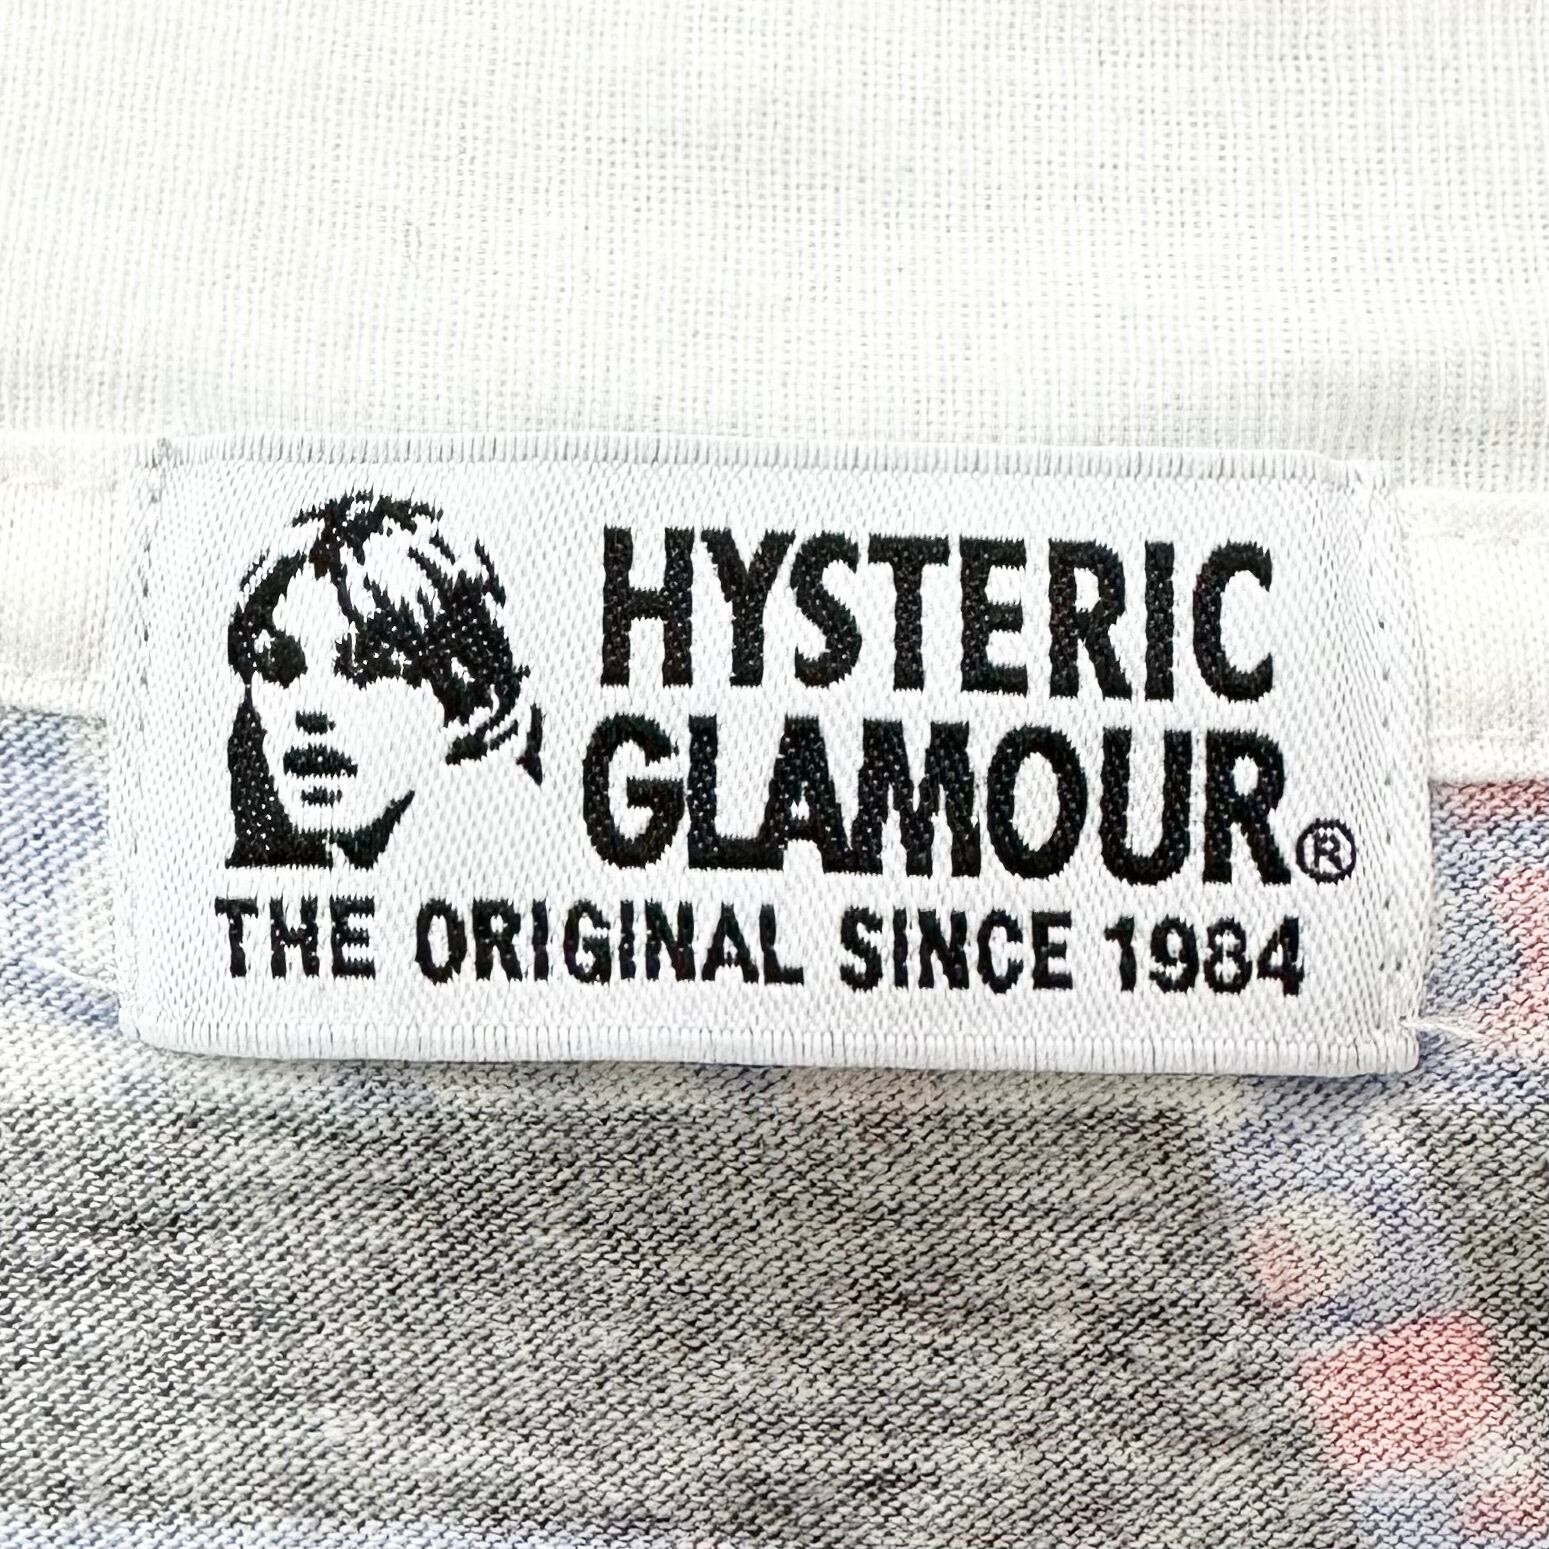 HYSTERIC
GLAMOUR®
THE ORIGINAL SINCE 1984